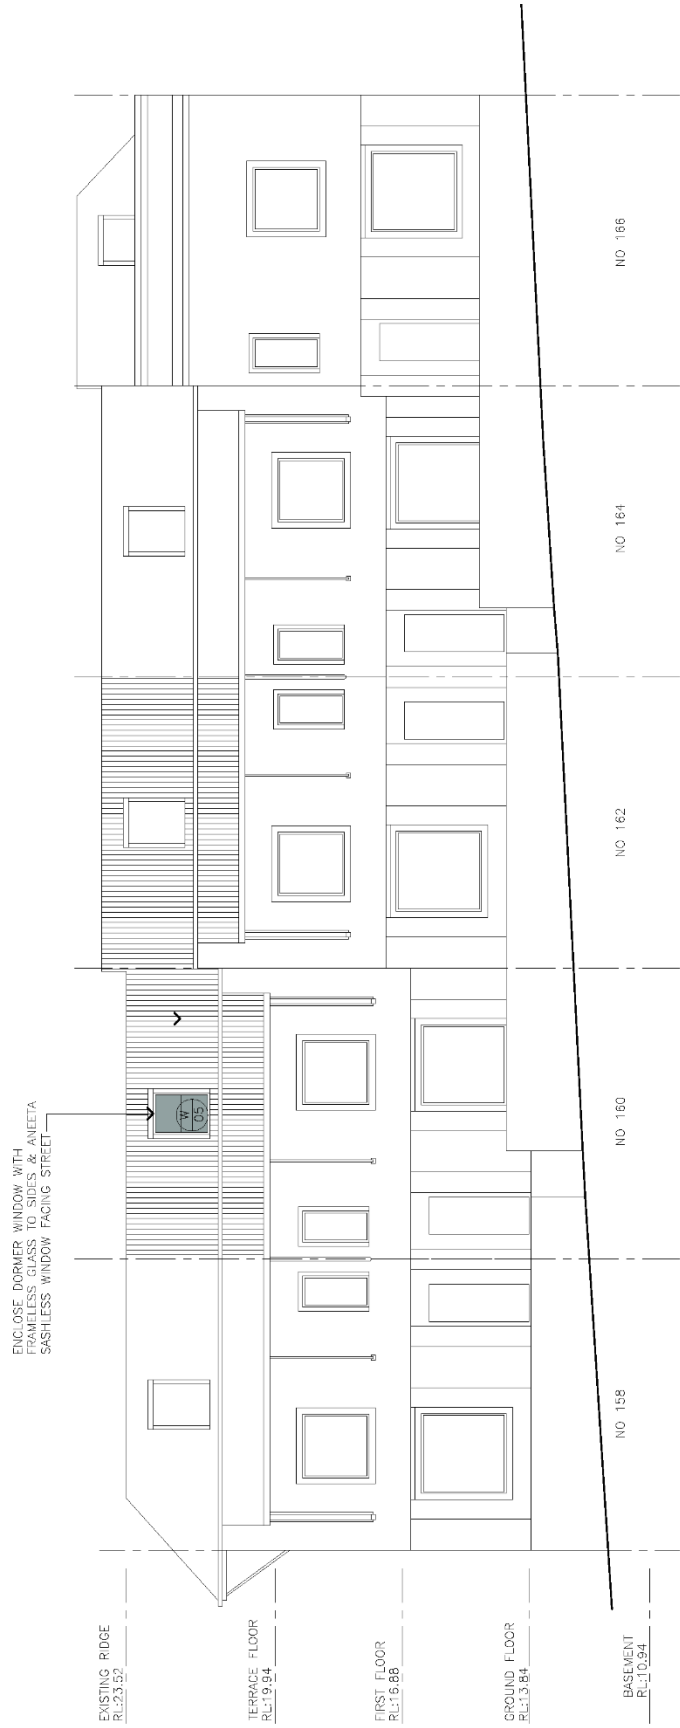 ENCLOSE DORMER WINDOW WITH
FRAMELESS GLASS TO SIDES & ANEETA
SASHLESS WINDOW FACING STREET
W
05
EXISTING RIDGE
RL:23.52
TERRACE FLOOR
RL:19.94
FIRST FLOOR
RL:16.88
GROUND FLOOR
RL:13.84
BASEMENT
RL:10.94
NO 158
NO 160
NO 162
NO 164
NO 166